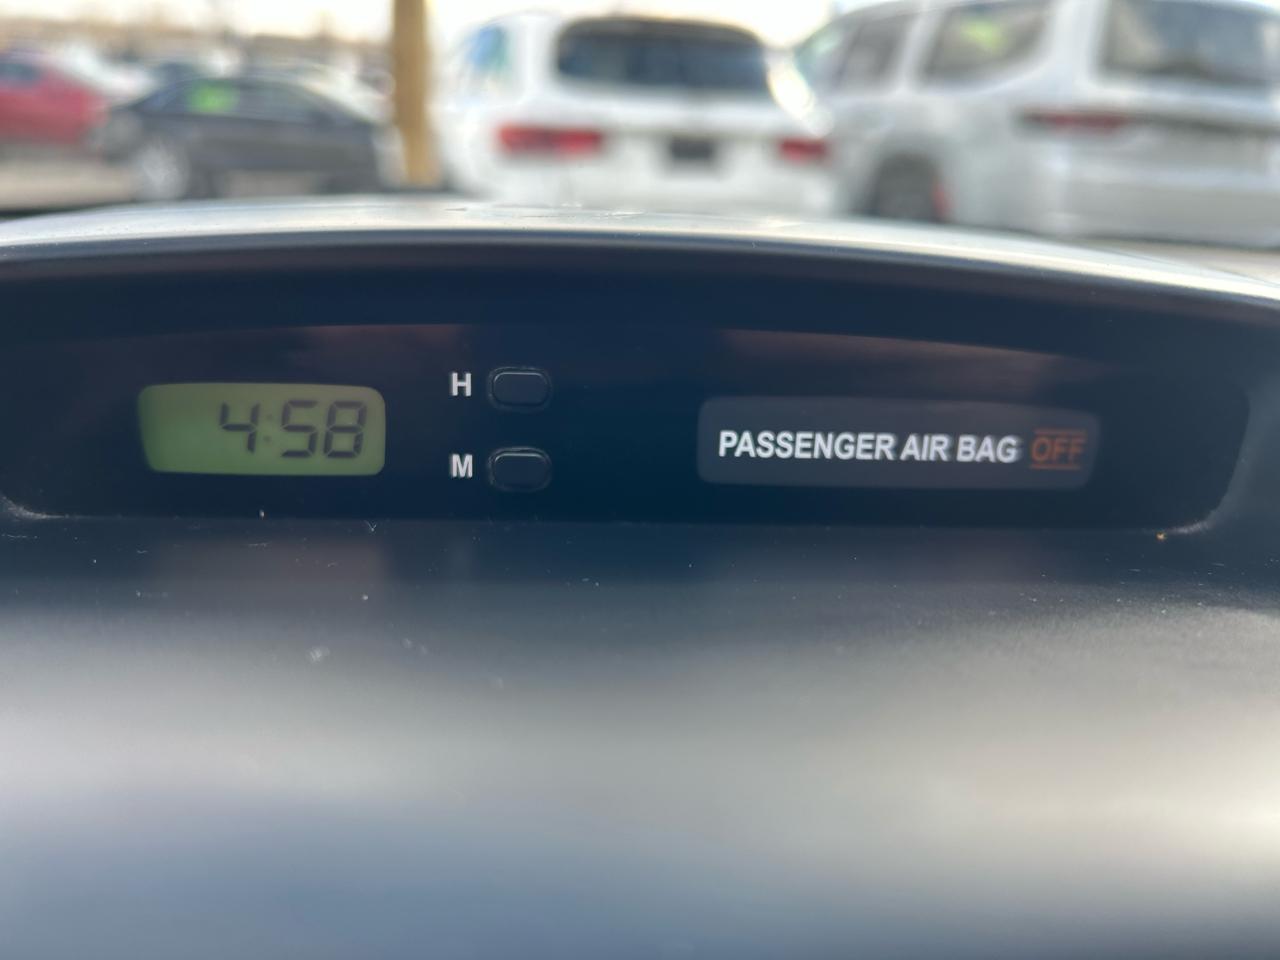 4:58
H
M
PASSENGER AIR BAG OFF